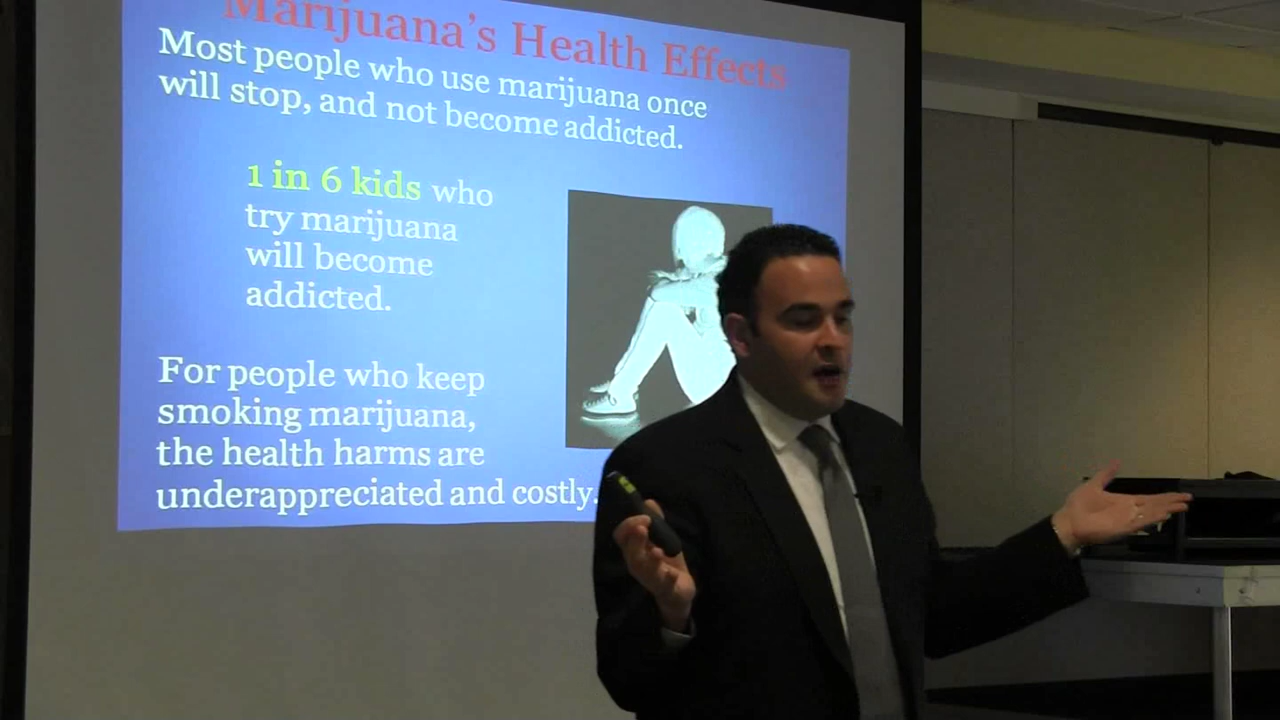 Marijuana's Health Effects
Most people who use marijuana once
will stop, and not become addicted.
1 in 6 kids who
try marijuana
will become
addicted.
For people who keep
smoking marijuana,
the health harms are
underappreciated and costly.